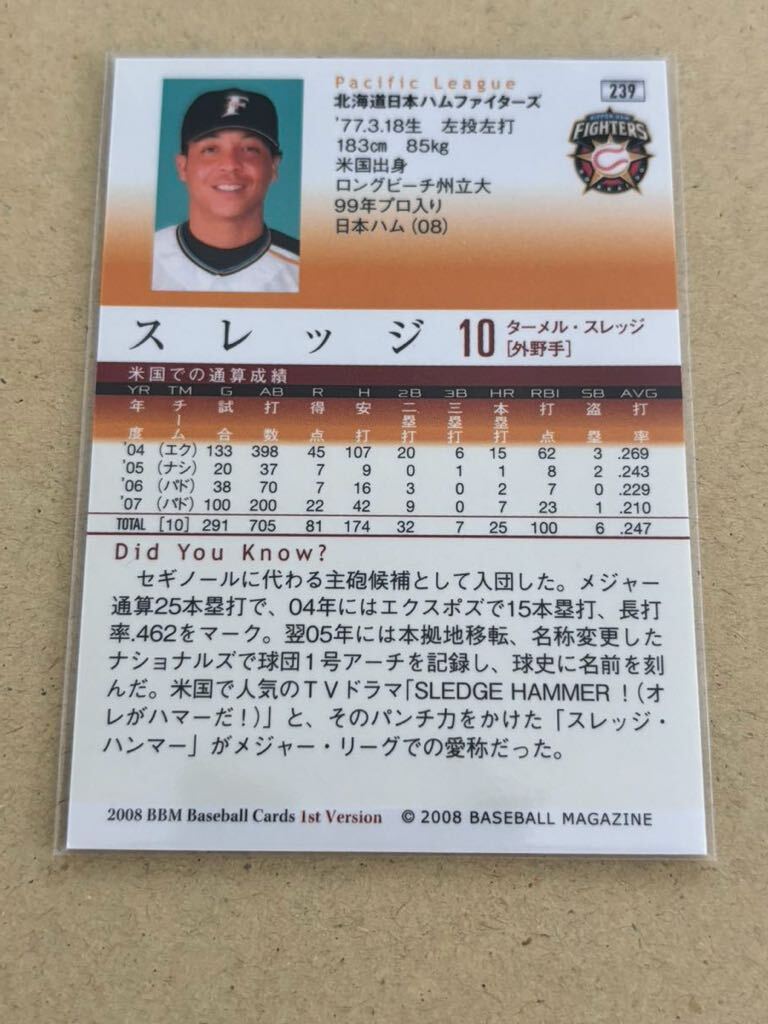 Pacific League
239
北海道日本ハムファイターズ
'77.3.18生 左投左打
183cm 85kg
米国出身
ロングビーチ州立大
99年プロ入り
日本ハム (08)
NIPPON HAM
FIGHTERS
F
スレッジ 10 ターメル・スレッジ
[外野手]
米国での通算成績
YR TM G AB R H 2B 3B HR RBI SB AVG
年度 チーム 試合 打数 得点 安打 二塁打 三塁打 本塁打 打点 盗塁 打率
'04 (エク) 133 398 45 107 20 6 15 62 3 .269
'05 (ナシ) 20 37 7 9 0 1 1 8 2 .243
'06 (パド) 38 70 7 16 3 0 2 7 0 .229
'07 (パド) 100 200 22 42 9 0 7 23 1 .210
TOTAL [10] 291 705 81 174 32 7 25 100 6 .247
Did You Know?
セギノールに代わる主砲候補として入団した。メジャー
通算25本塁打で、04年にはエクスポズで15本塁打、長打
率.462をマーク。翌05年には本拠地移転、名称変更した
ナショナルズで球団1号アーチを記録し、球史に名前を刻
んだ。米国で人気のTVドラマ「SLEDGE HAMMER！(オ
レがハマーだ！)」と、そのパンチ力をかけた「スレッジ・
ハンマー」がメジャー・リーグでの愛称だった。
2008 BBM Baseball Cards 1st Version © 2008 BASEBALL MAGAZINE